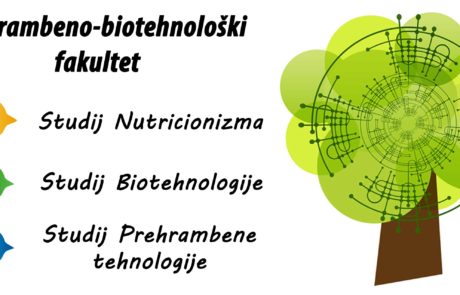 rambeno-biotehnološki
fakultet
Studij Nutricionizma
Studij Biotehnologije
Studij Prehrambene
tehnologije